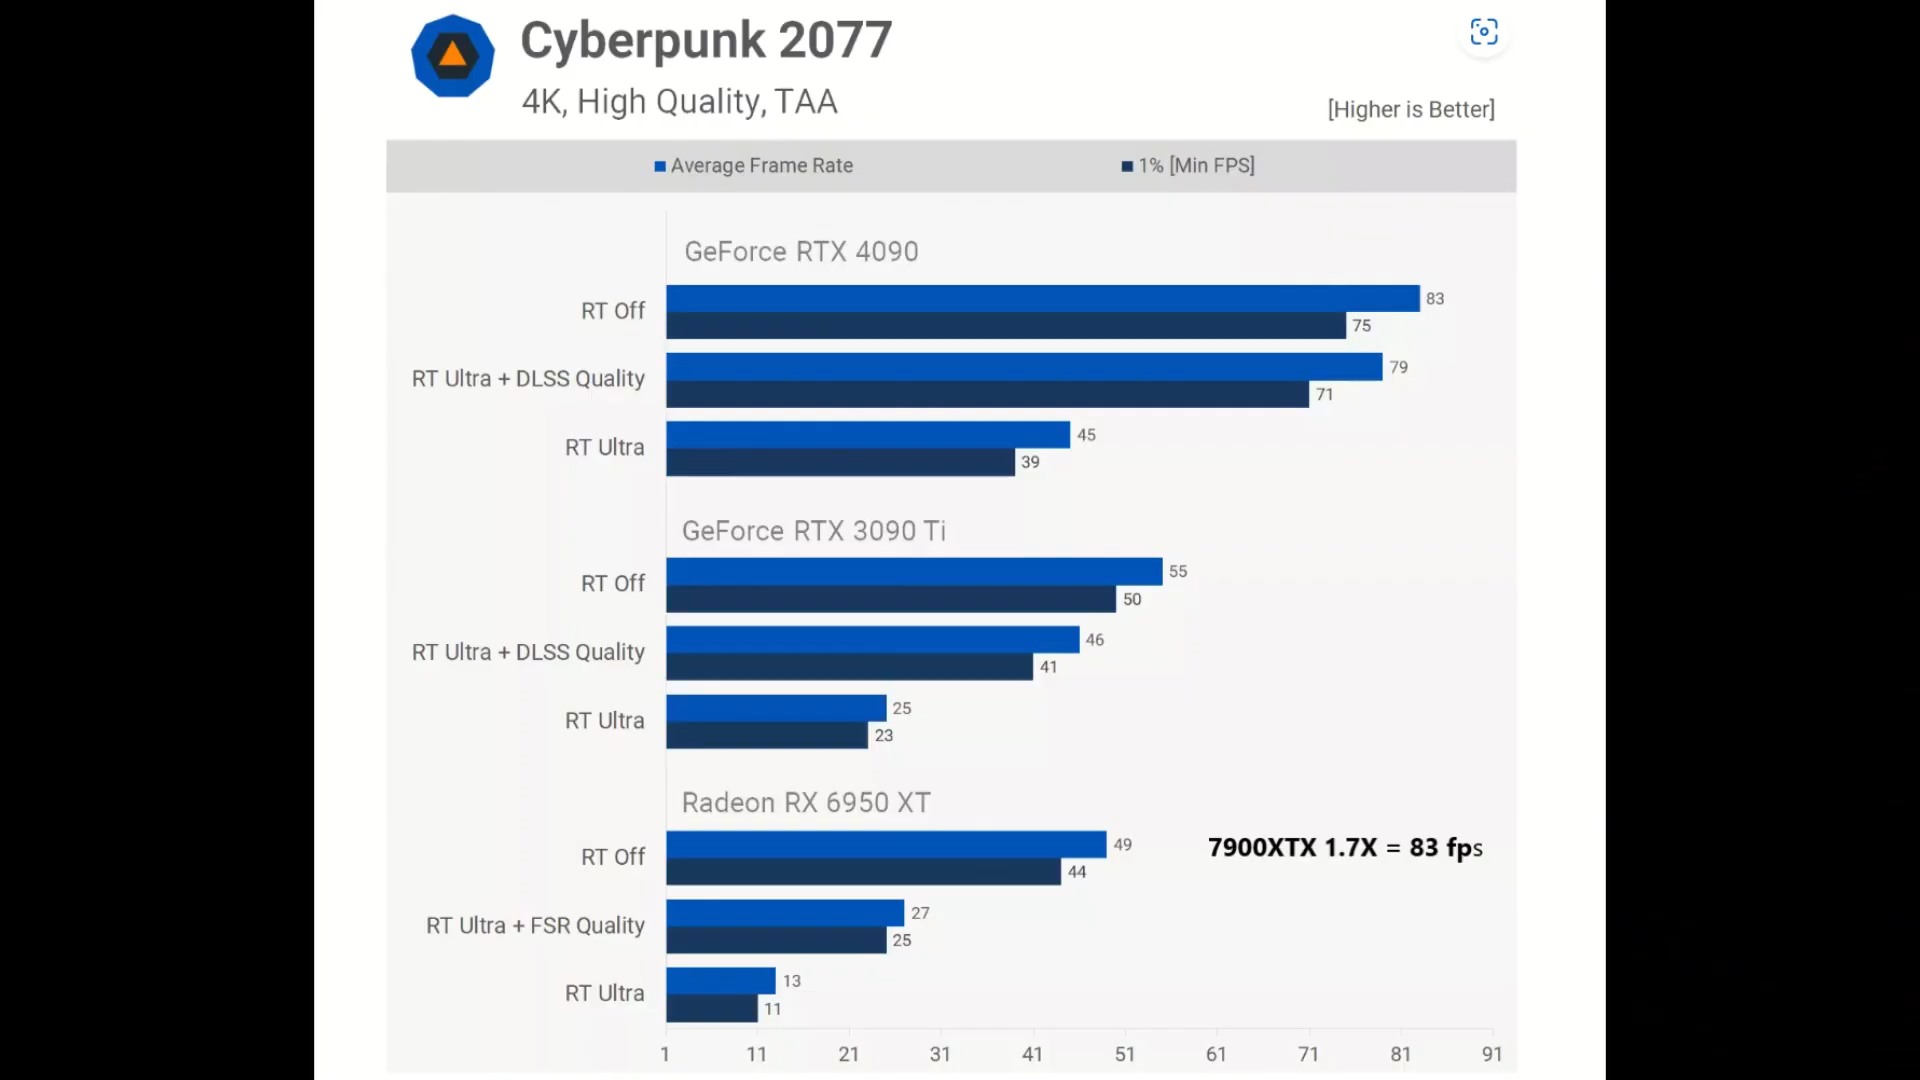 Cyberpunk 2077
4K, High Quality, TAA
[Higher is Better]
Average Frame Rate
1% [Min FPS]
GeForce RTX 4090
RT Off
83
75
RT Ultra + DLSS Quality
79
71
RT Ultra
45
39
GeForce RTX 3090 Ti
RT Off
55
50
RT Ultra + DLSS Quality
46
41
RT Ultra
25
23
Radeon RX 6950 XT
RT Off
49
44
7900XTX 1.7X = 83 fps
RT Ultra + FSR Quality
27
25
RT Ultra
13
11
1 11 21 31 41 51 61 71 81 91